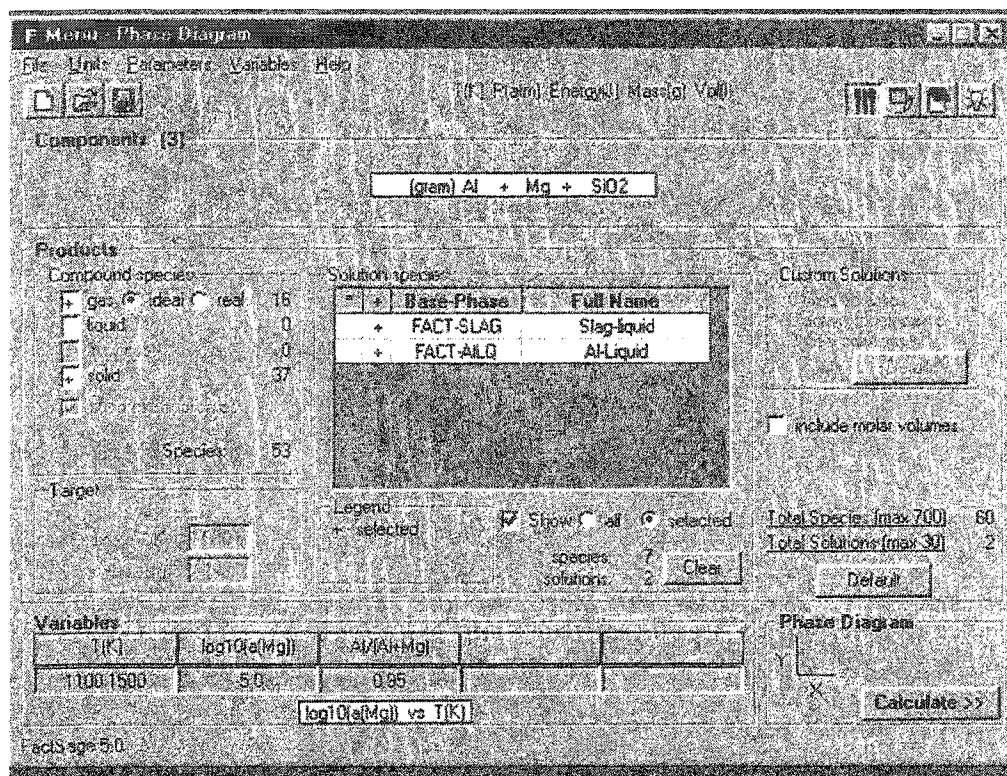 F Menu - Phase Diagram
File Units Parameters Variables Help
T(K) P(atm) Energy(J) Mass(g) Vol(l)
Components (3)
(gram) Al + Mg + SiO2
Products
Compound species
+ gas ideal real 16
liquid 0
0
+ solid 37
Species 53
Target
Solution species
* + Base-Phase Full Name
+ FACT-SLAG Slag-liquid
+ FACT-AlLQ Al-Liquid
Legend
+ selected
Show all selected
species 7
solutions 2
Clear
Custom Solutions
include molar volumes
Total Species (max 700) 60
Total Solutions (max 30) 2
Default
Variables
T(K) log10(a(Mg)) Al/(Al+Mg)
1100 1500 -5 0 0.95
log10(a(Mg)) vs T(K)
Phase Diagram
Y
X
Calculate >>
FactSage 5.0